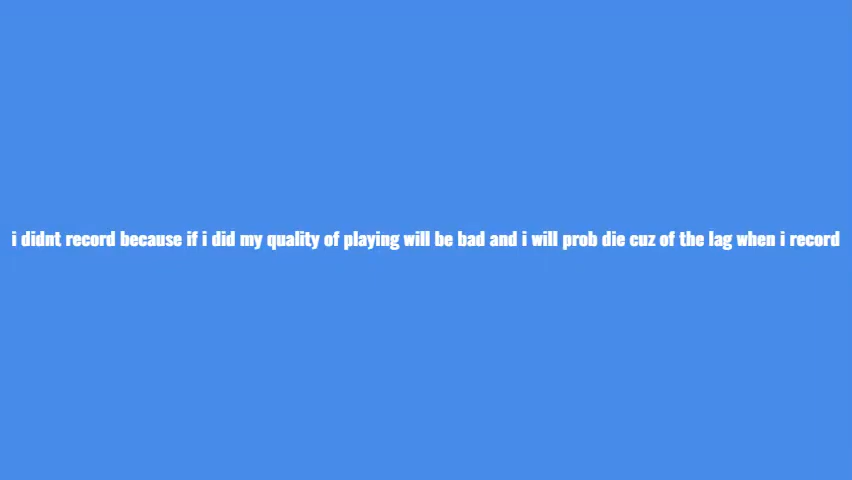 i didnt record because if i did my quality of playing will be bad and i will prob die cuz of the lag when i record